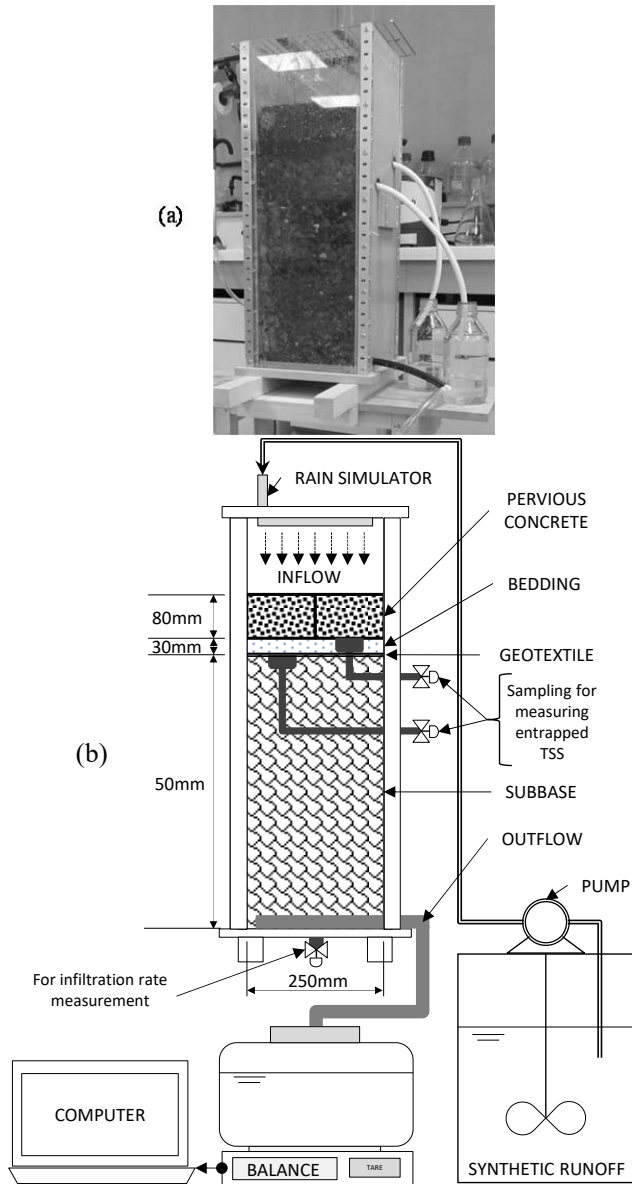 (a)
RAIN SIMULATOR
PERVIOUS
CONCRETE
INFLOW
BEDDING
80mm
30mm
GEOTEXTILE
Sampling for
measuring
entrapped
TSS
(b)
50mm
SUBBASE
OUTFLOW
PUMP
For infiltration rate
measurement
250mm
COMPUTER
BALANCE
TARE
SYNTHETIC RUNOFF